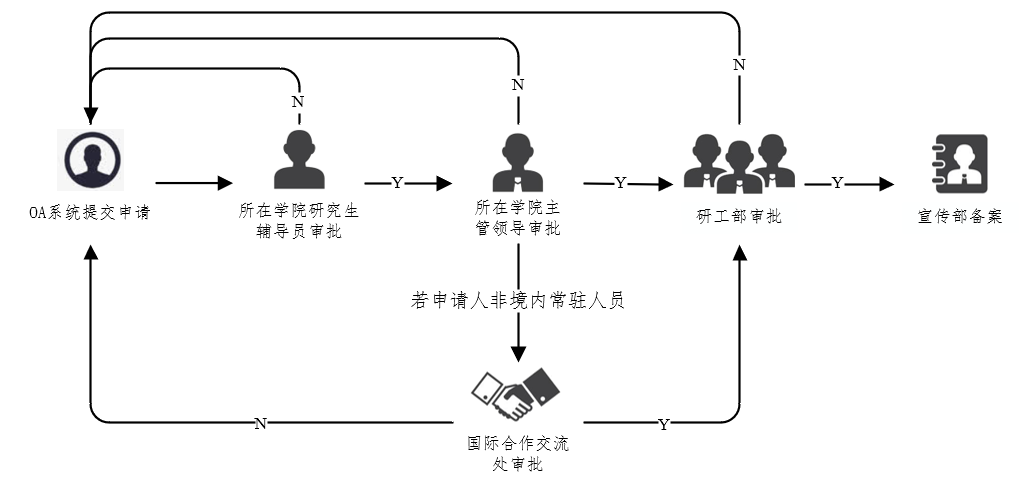 N
N
N
OA系统提交申请
所在学院研究生
辅导员审批
Y
所在学院主
管领导审批
Y
研工部审批
Y
宣传部备案
若申请人非境内常驻人员
N
国际合作交流
处审批
Y